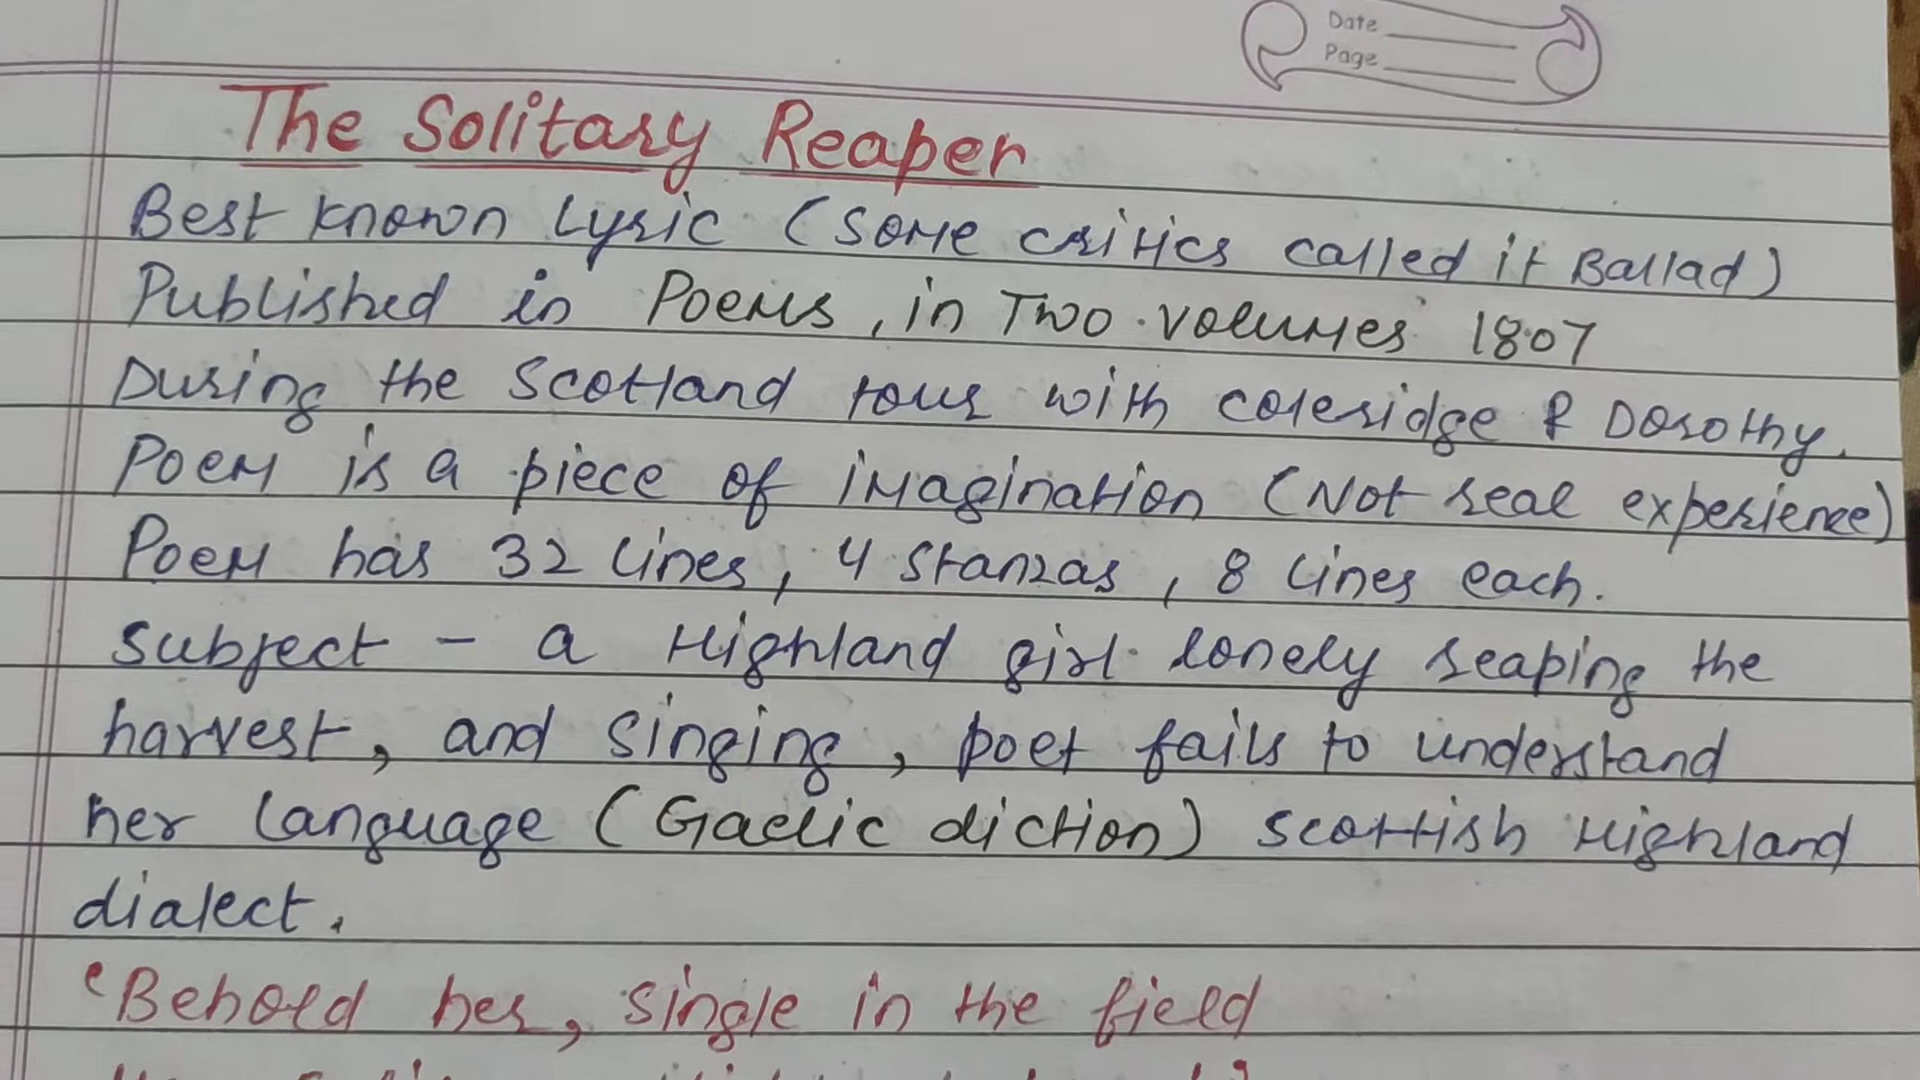 Date
Page
The Solitary Reaper
Best known Lyric (some critics called it Ballad)
Published in Poems, in Two volumes 1807
During the Scotland tour with coleridge & Dorothy.
Poem is a piece of imagination (Not real experience)
Poem has 32 lines, 4 stanzas, 8 lines each.
subject - a Highland girl lonely reaping the
harvest, and singing, poet fails to understand
her language (Gaelic diction) scottish Highland
dialect.
'Behold her, single in the field